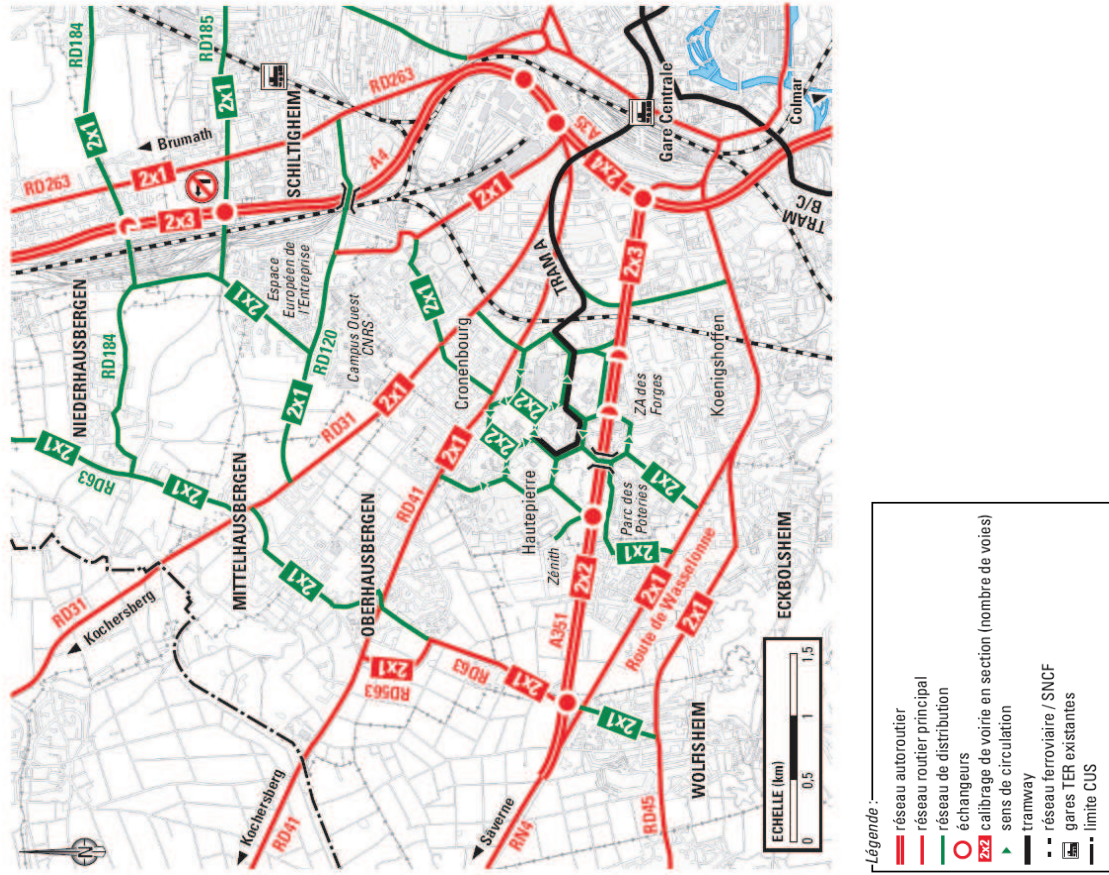 RD184
RD185
2x1
2x1
RD263
SCHILTIGHEIM
Brumath
RD263
2x1
A4
2x3
A35
Gare Centrale
2x4
Colmar
TRAM
B/C
NIEDERHAUSBERGEN
RD184
2x1
Espace
Européen de
l'Entreprise
2x1
2x1
RD120
Campus Ouest
CNRS
2x1
2x1
RD63
2x1
RD31
2x1
Cronenbourg
TRAM A
2x3
MITTELHAUSBERGEN
2x1
2x2
2x2
ZA des
Forges
Koenigshoffen
RD31
Kochersberg
2x1
OBERHAUSBERGEN
RD41
Hautepierre
Zénith
Parc des
Poteries
2x1
2x1
2x2
A351
2x1
Route de Wasselonne
2x1
ECKBOLSHEIM
2x1
RD563
RD63
2x1
2x1
WOLFISHEIM
Kochersberg
RD41
Saverne
RN4
RD45
N
ECHELLE (km)
0
0,5
1
1,5
Légende :
réseau autoroutier
réseau routier principal
réseau de distribution
échangeurs
2x2 calibrage de voirie en section (nombre de voies)
sens de circulation
tramway
réseau ferroviaire / SNCF
gares TER existantes
limite CUS